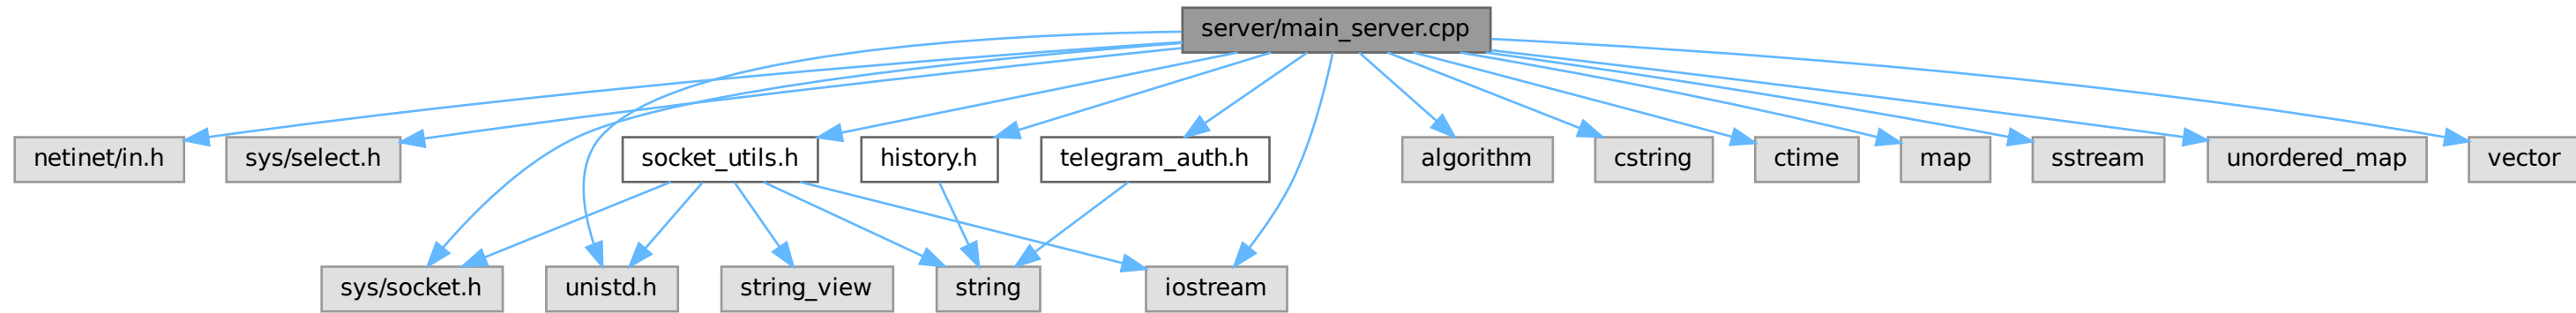 server/main_server.cpp
netinet/in.h
sys/select.h
socket_utils.h
history.h
telegram_auth.h
algorithm
cstring
ctime
map
sstream
unordered_map
vector
sys/socket.h
unistd.h
string_view
string
iostream